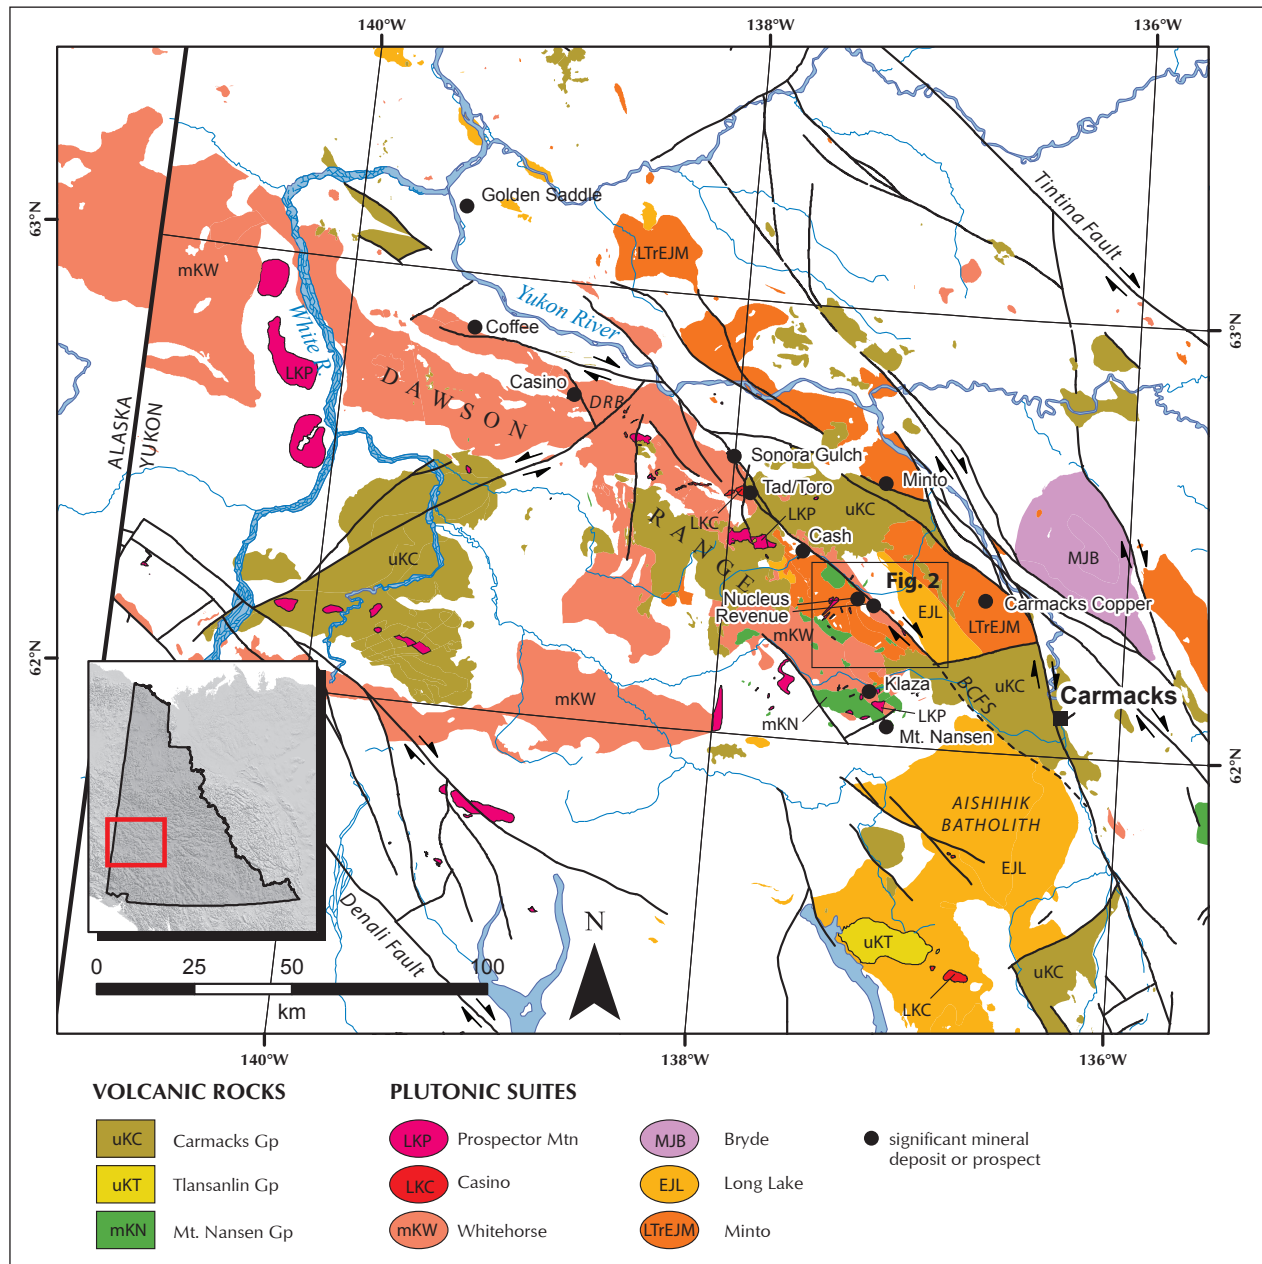 140°W
138°W
136°W
63°N
63°N
Golden Saddle
Tintina Fault
LTrEJM
mKW
Yukon River
White R.
Coffee
LKP
Casino
DRB
DAWSON
ALASKA
YUKON
Sonora Gulch
Minto
Tad/Toro
LKC
LKP
uKC
RANGE
uKC
Cash
MJB
Fig. 2
Nucleus
Revenue
EJL
Carmacks Copper
LTrEJM
mKW
62°N
62°N
Klaza
uKC
BCFS
Carmacks
mKW
mKN
LKP
Mt. Nansen
AISHIHIK
BATHOLITH
EJL
Denali Fault
N
uKT
uKC
LKC
0 25 50 100
km
140°W
138°W
136°W
VOLCANIC ROCKS
uKC Carmacks Gp
uKT Tlansanlin Gp
mKN Mt. Nansen Gp
PLUTONIC SUITES
LKP Prospector Mtn
LKC Casino
mKW Whitehorse
MJB Bryde
EJL Long Lake
LTrEJM Minto
significant mineral
deposit or prospect